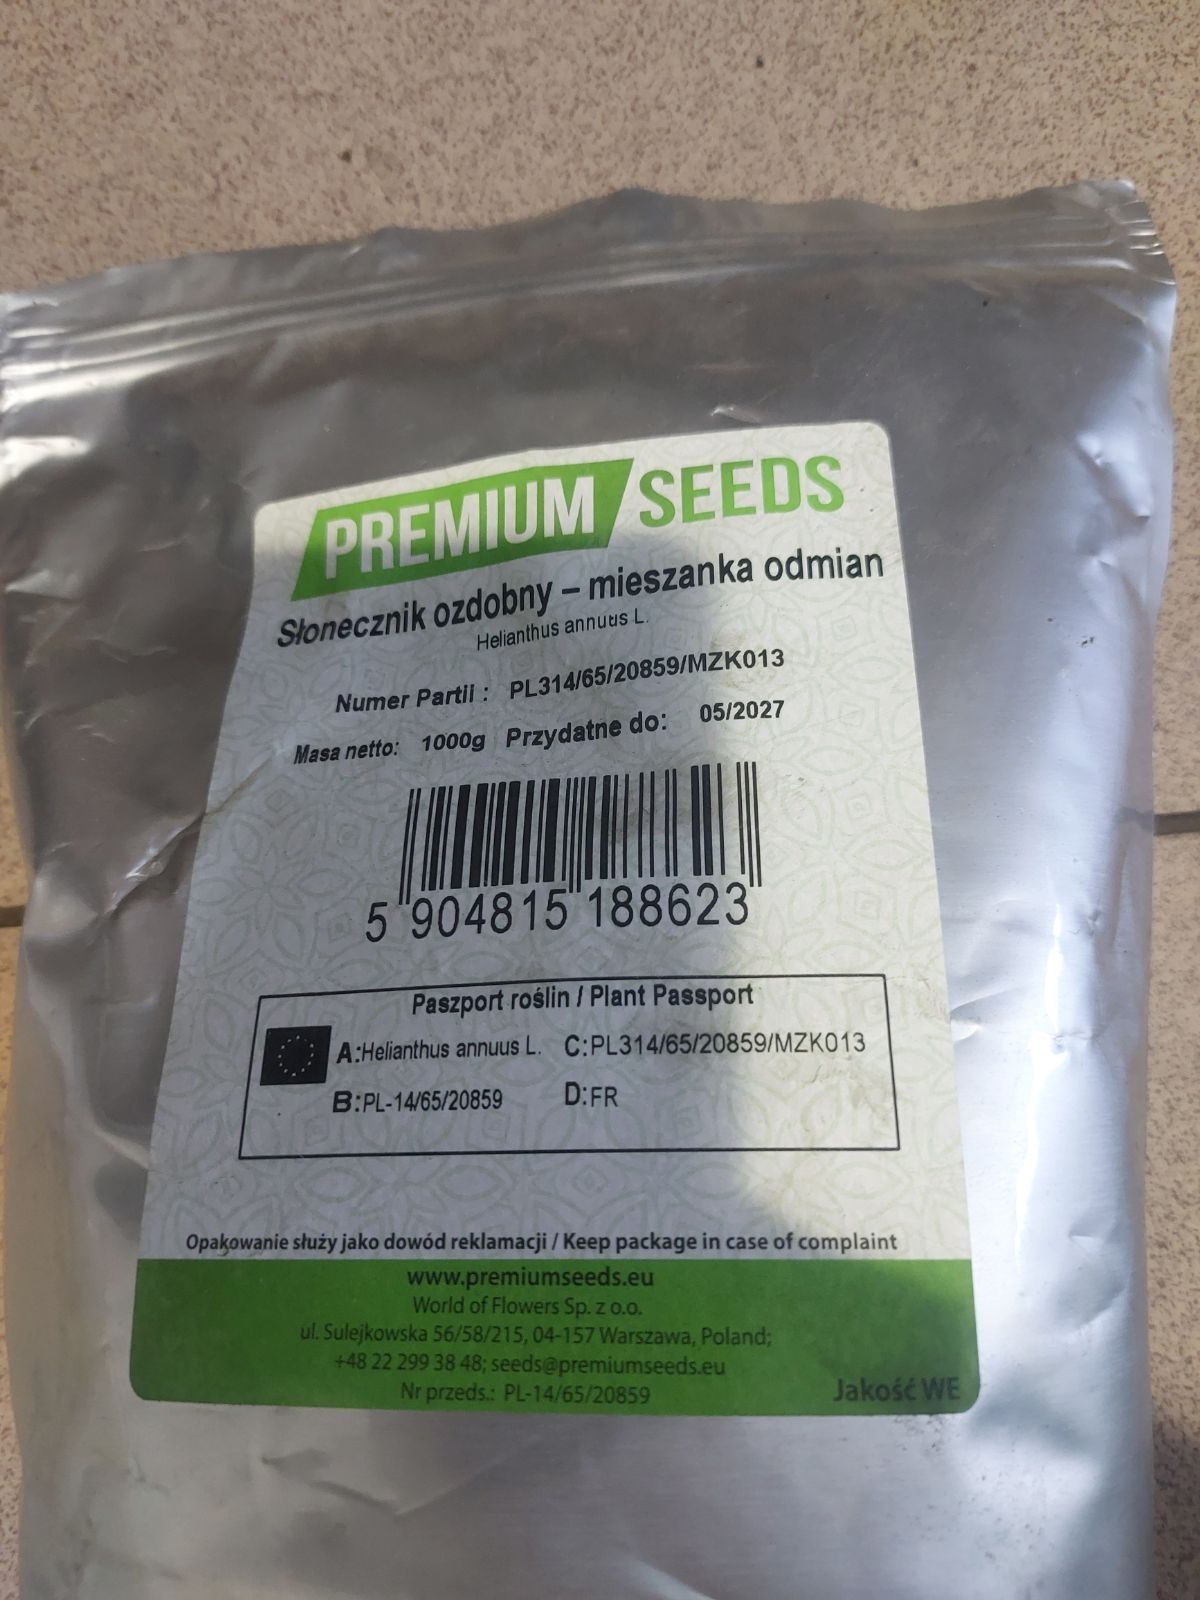 PREMIUM SEEDS
Słonecznik ozdobny – mieszanka odmian
Helianthus annuus L.
Numer Partii : PL314/65/20859/MZK013
Masa netto: 1000g Przydatne do: 05/2027
5 904815 188623
Paszport roślin / Plant Passport
A:Helianthus annuus L. C:PL314/65/20859/MZK013
B:PL-14/65/20859 D:FR
Opakowanie służy jako dowód reklamacji / Keep package in case of complaint
www.premiumseeds.eu
World of Flowers Sp. z o.o.
ul. Sulejkowska 56/58/215, 04-157 Warszawa, Poland;
+48 22 299 38 48; seeds@premiumseeds.eu
Nr przeds.: PL-14/65/20859
Jakość WE